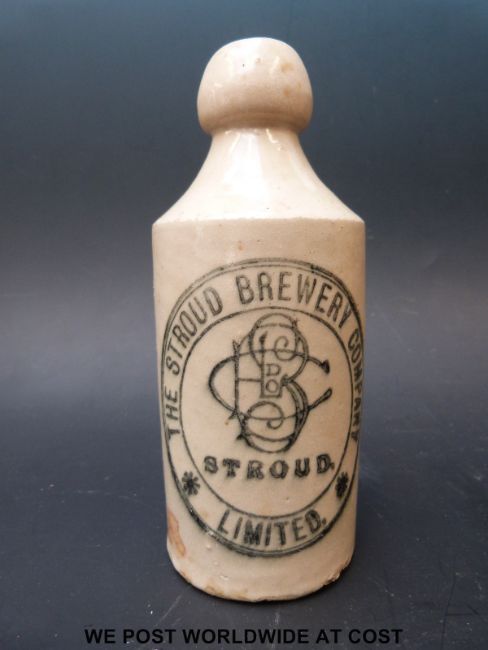 THE STROUD BREWERY COMPANY
STROUD.
LIMITED.
WE POST WORLDWIDE AT COST